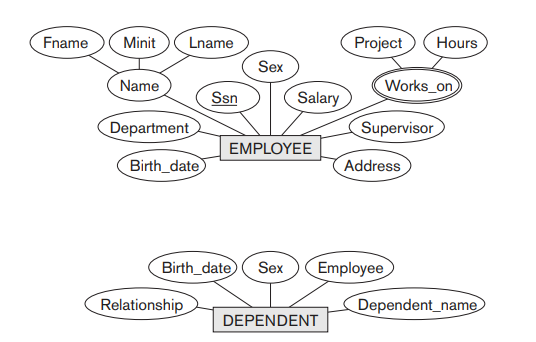 Fname Minit Lname Project Hours
Sex
Name Ssn Salary Works_on
Department Supervisor
EMPLOYEE
Birth_date Address
Birth_date Sex Employee
Relationship Dependent_name
DEPENDENT